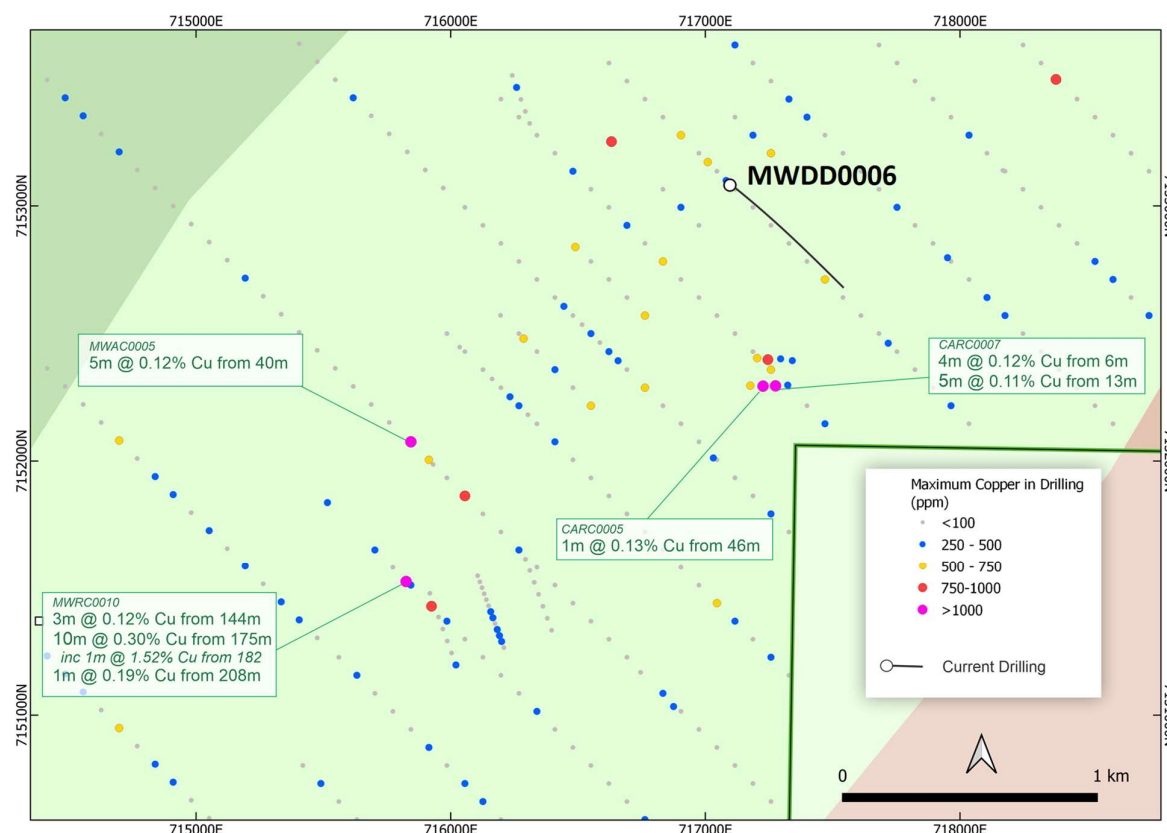 715000E
716000E
717000E
718000E
7153000N
MWDD0006
MWAC0005
5m @ 0.12% Cu from 40m
CARC0007
4m @ 0.12% Cu from 6m
5m @ 0.11% Cu from 13m
7152000N
CARC0005
1m @ 0.13% Cu from 46m
MWRC0010
3m @ 0.12% Cu from 144m
10m @ 0.30% Cu from 175m
inc 1m @ 1.52% Cu from 182
1m @ 0.19% Cu from 208m
Maximum Copper in Drilling
(ppm)
<100
250 - 500
500 - 750
750-1000
>1000
Current Drilling
7151000N
0
1 km
715000E
716000E
717000E
718000E